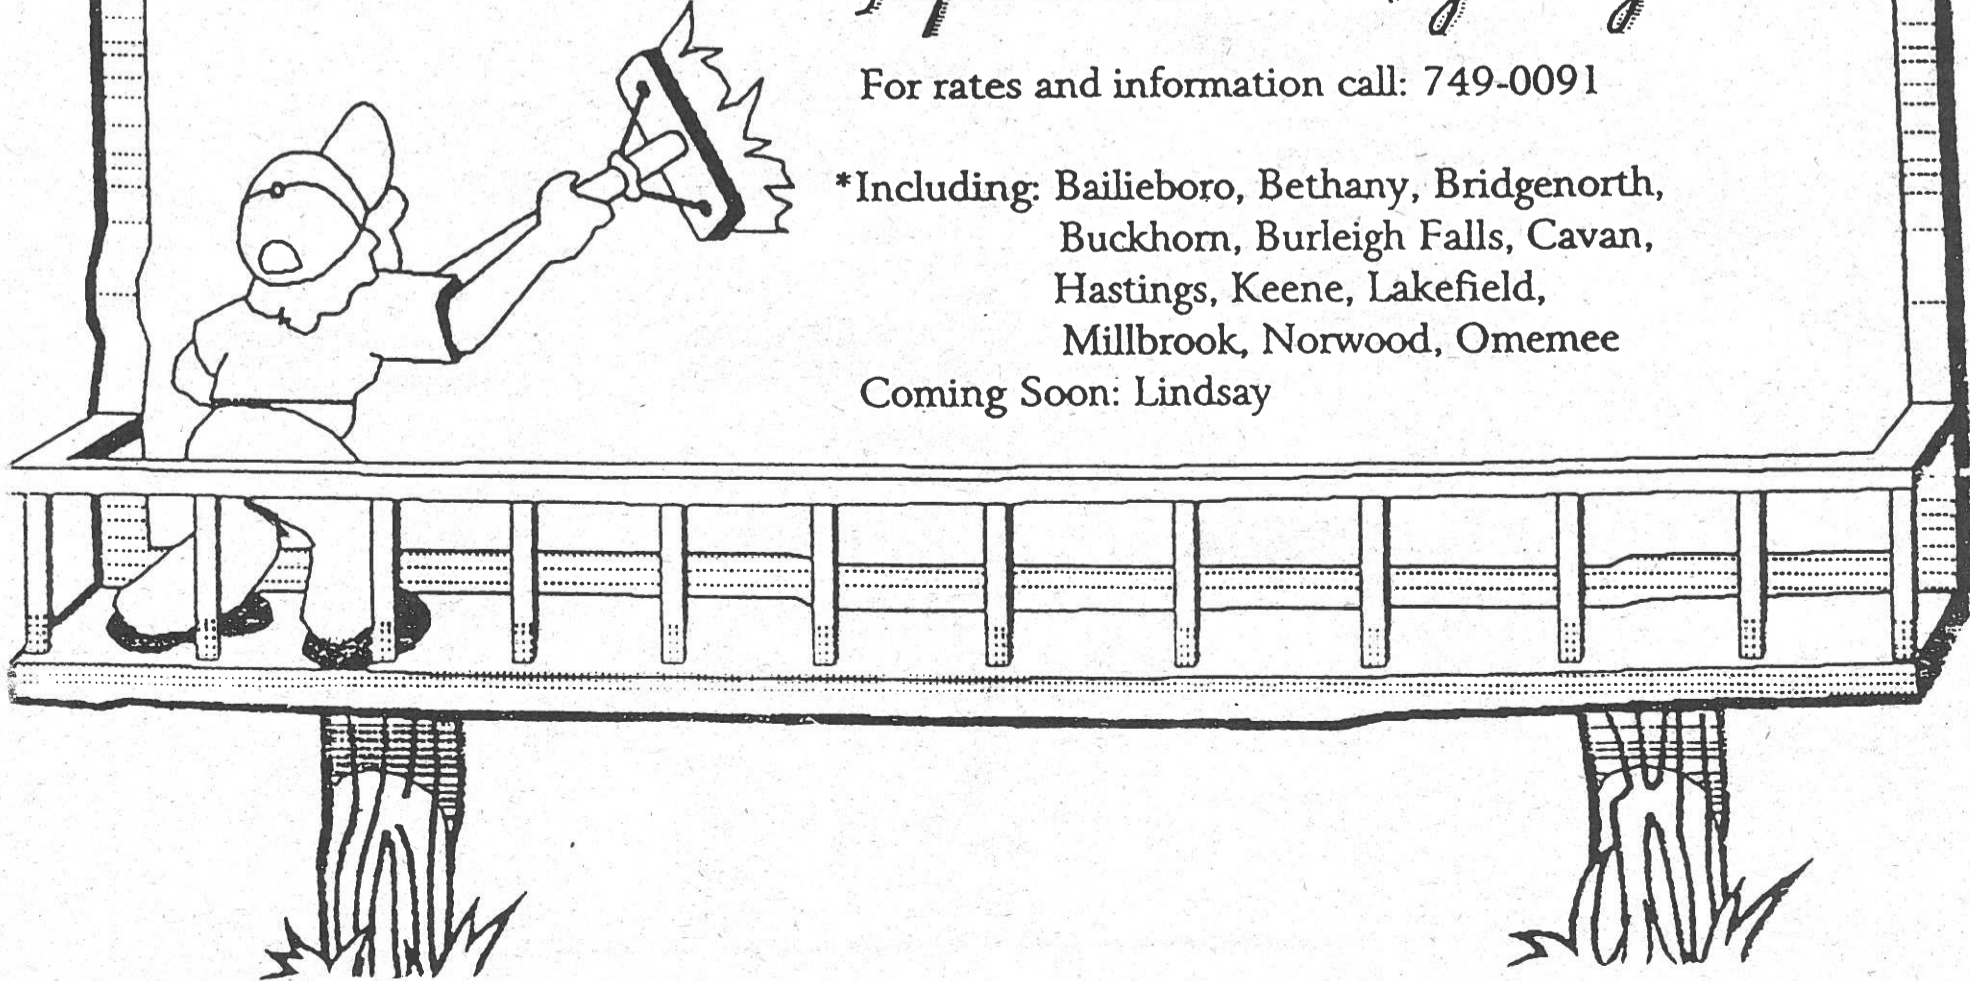 For rates and information call: 749-0091
*Including: Bailieboro, Bethany, Bridgenorth,
Buckhorn, Burleigh Falls, Cavan,
Hastings, Keene, Lakefield,
Millbrook, Norwood, Omemee
Coming Soon: Lindsay